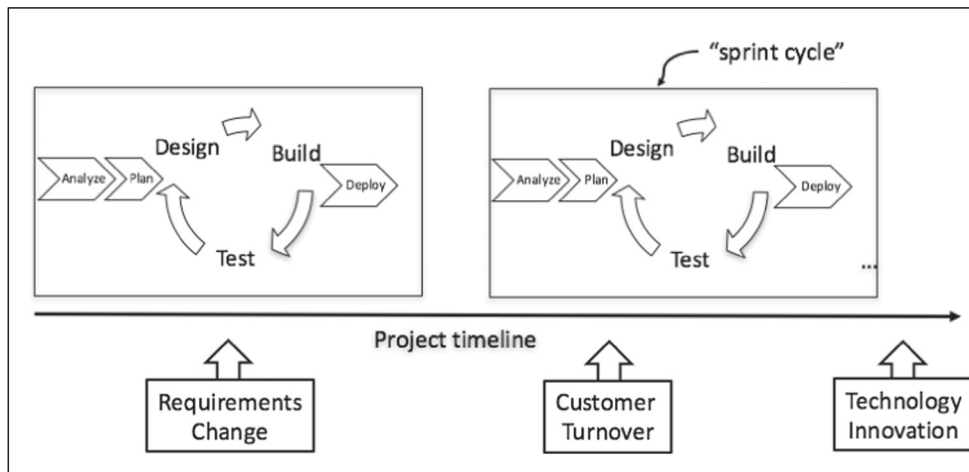 “sprint cycle”
Design
Build
Analyze
Plan
Deploy
Test
Design
Build
Analyze
Plan
Deploy
Test
...
Project timeline
Requirements
Change
Customer
Turnover
Technology
Innovation